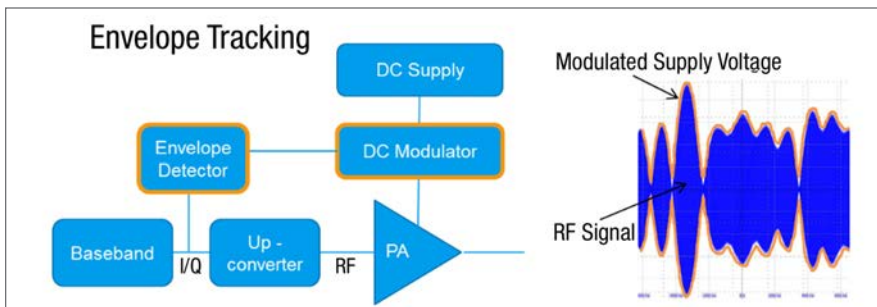 Envelope Tracking
DC Supply
Modulated Supply Voltage
Envelope
Detector
DC Modulator
Baseband
I/Q
Up -
converter
RF
PA
RF Signal